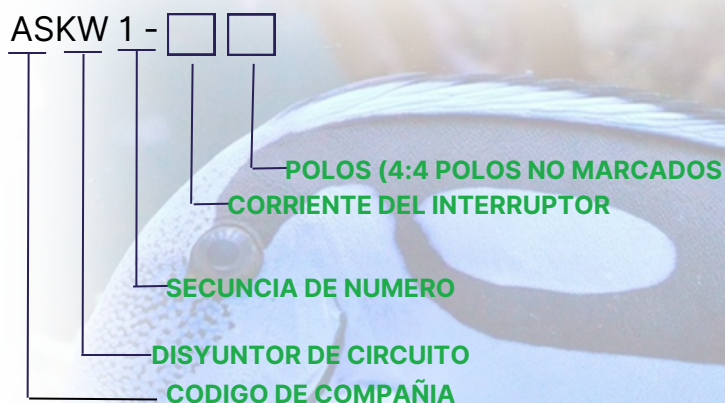 ASKW 1 -
POLOS (4:4 POLOS NO MARCADOS
CORRIENTE DEL INTERRUPTOR
SECUNCIA DE NUMERO
DISYUNTOR DE CIRCUITO
CODIGO DE COMPAÑIA